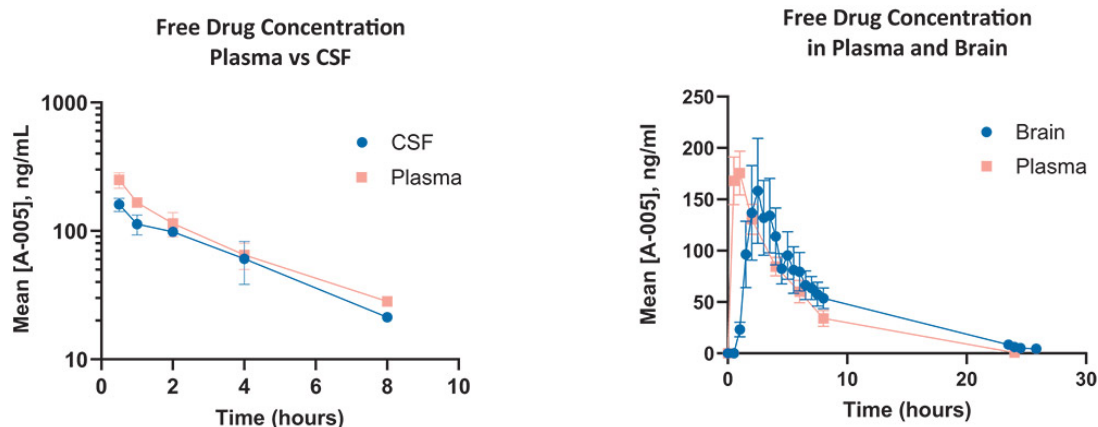 Free Drug Concentration
Plasma vs CSF
1000
100
10
0
2
4
6
8
10
Mean [A-005], ng/mL
Time (hours)
CSF
Plasma
Free Drug Concentration
in Plasma and Brain
250
200
150
100
50
0
0
10
20
30
Mean [A-005], ng/ml
Time (hours)
Brain
Plasma